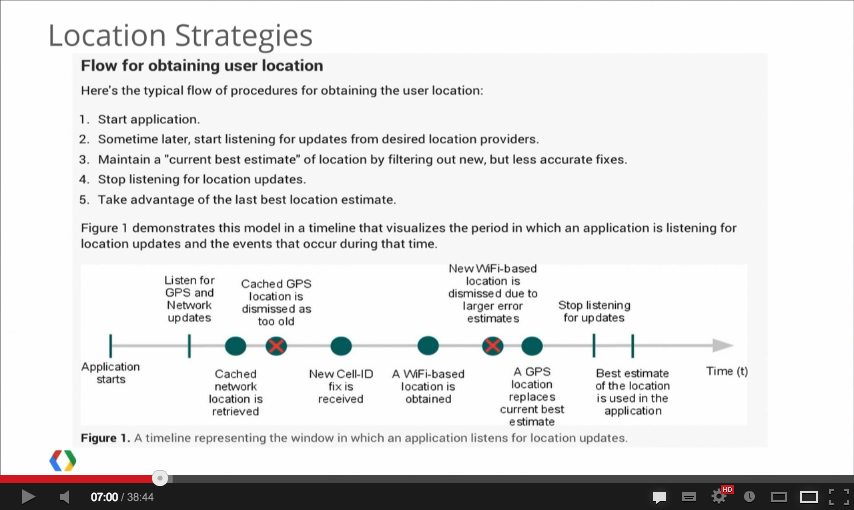 Location Strategies
Flow for obtaining user location
Here's the typical flow of procedures for obtaining the user location:
1. Start application.
2. Sometime later, start listening for updates from desired location providers.
3. Maintain a "current best estimate" of location by filtering out new, but less accurate fixes.
4. Stop listening for location updates.
5. Take advantage of the last best location estimate.
Figure 1 demonstrates this model in a timeline that visualizes the period in which an application is listening for
location updates and the events that occur during that time.
Listen for
GPS and
Network
updates
Cached GPS
location is
dismissed as
too old
New WiFi-based
location is
dismissed due to
larger error
estimates
Stop listening
for updates
Application
starts
Cached
network
location is
retrieved
New Cell-ID
fix is
received
A WiFi-based
location is
obtained
A GPS
location
replaces
current best
estimate
Best estimate
of the location
is used in the
application
Time (t)
Figure 1. A timeline representing the window in which an application listens for location updates.
07:00 / 38:44
HD